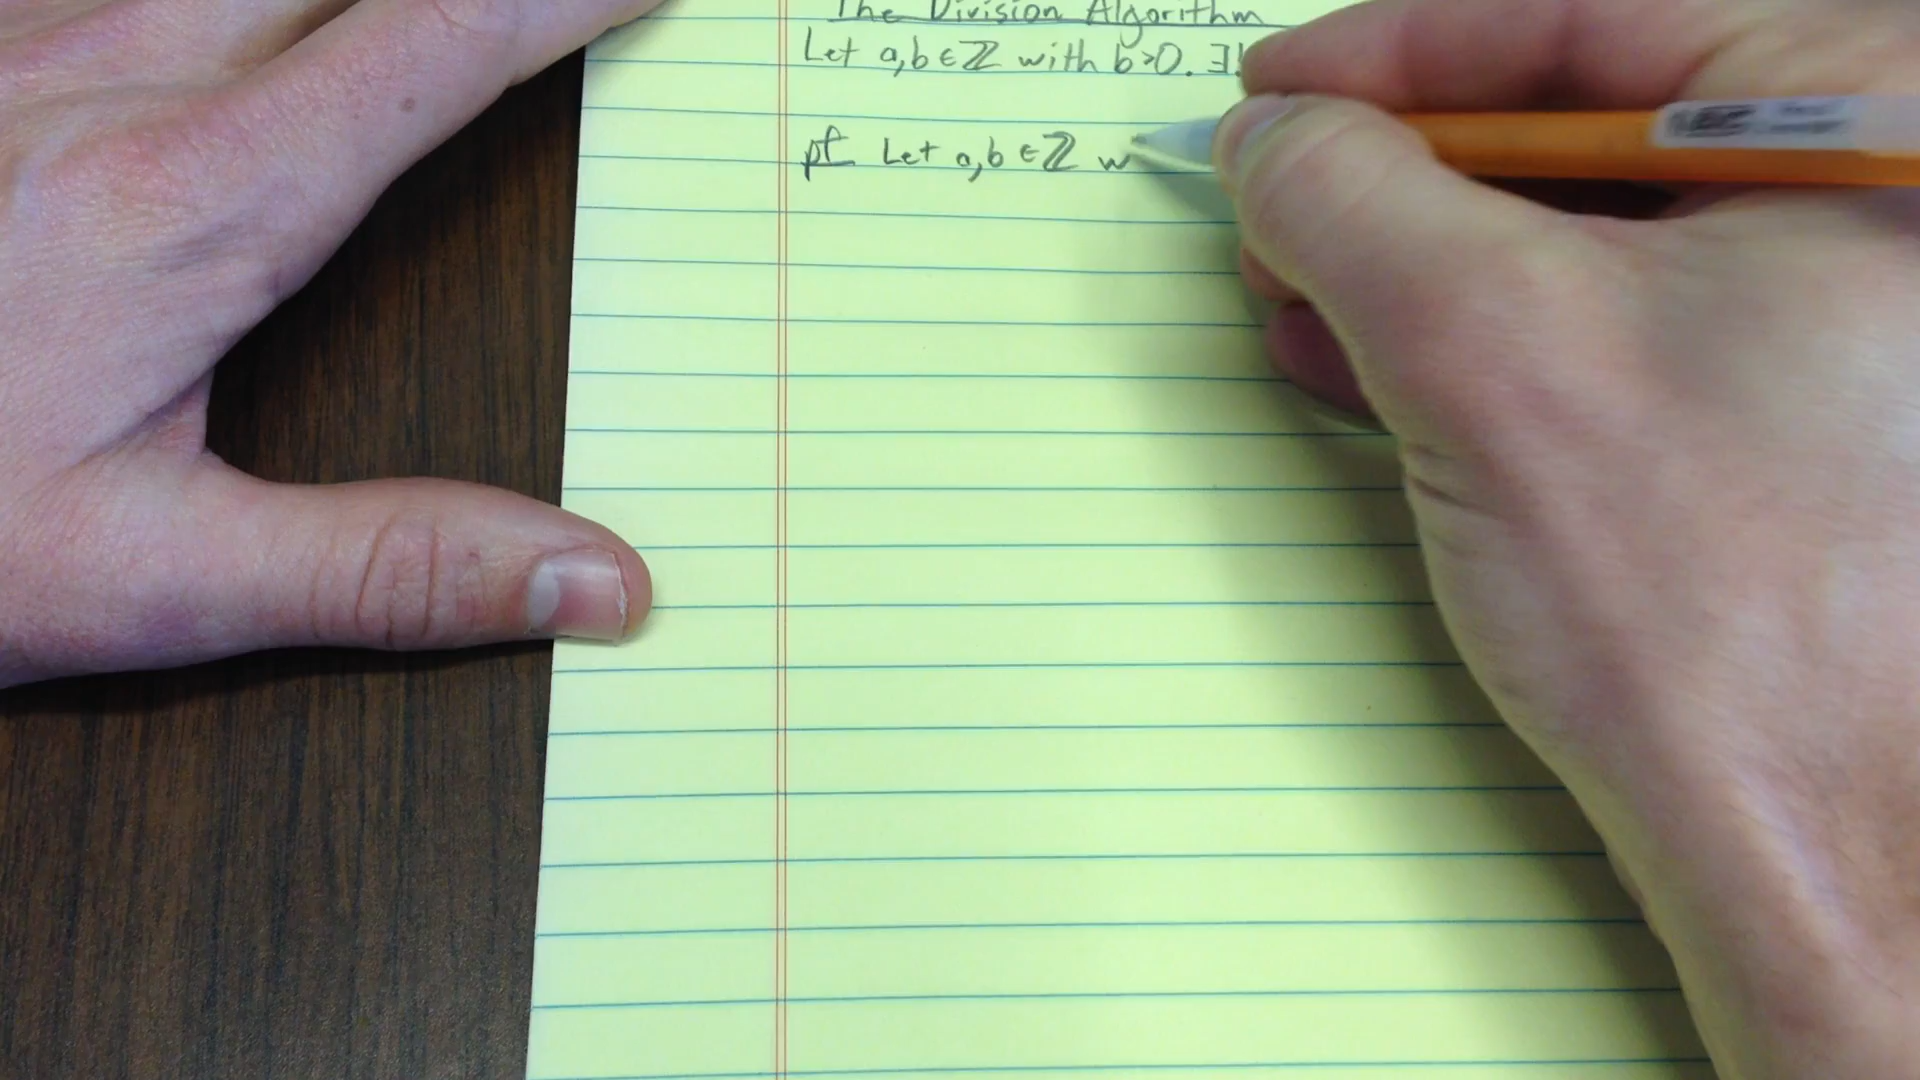 The Division Algorithm
Let a,b ∈ ℤ with b>0. ∃!
pf Let a,b ∈ ℤ w